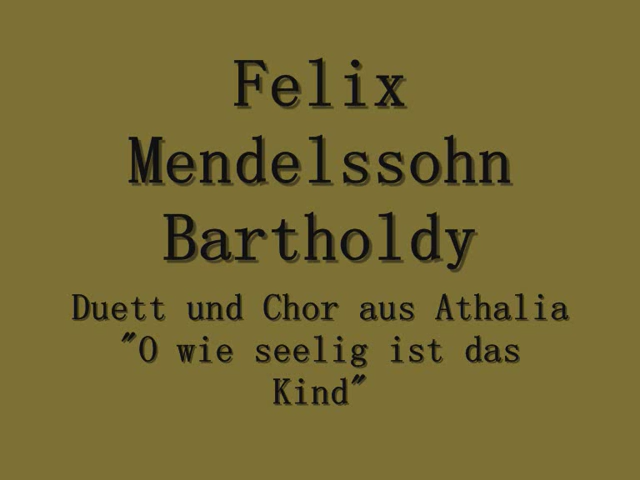 Felix
Mendelssohn
Bartholdy
Duett und Chor aus Athalia
"O wie seelig ist das
Kind"